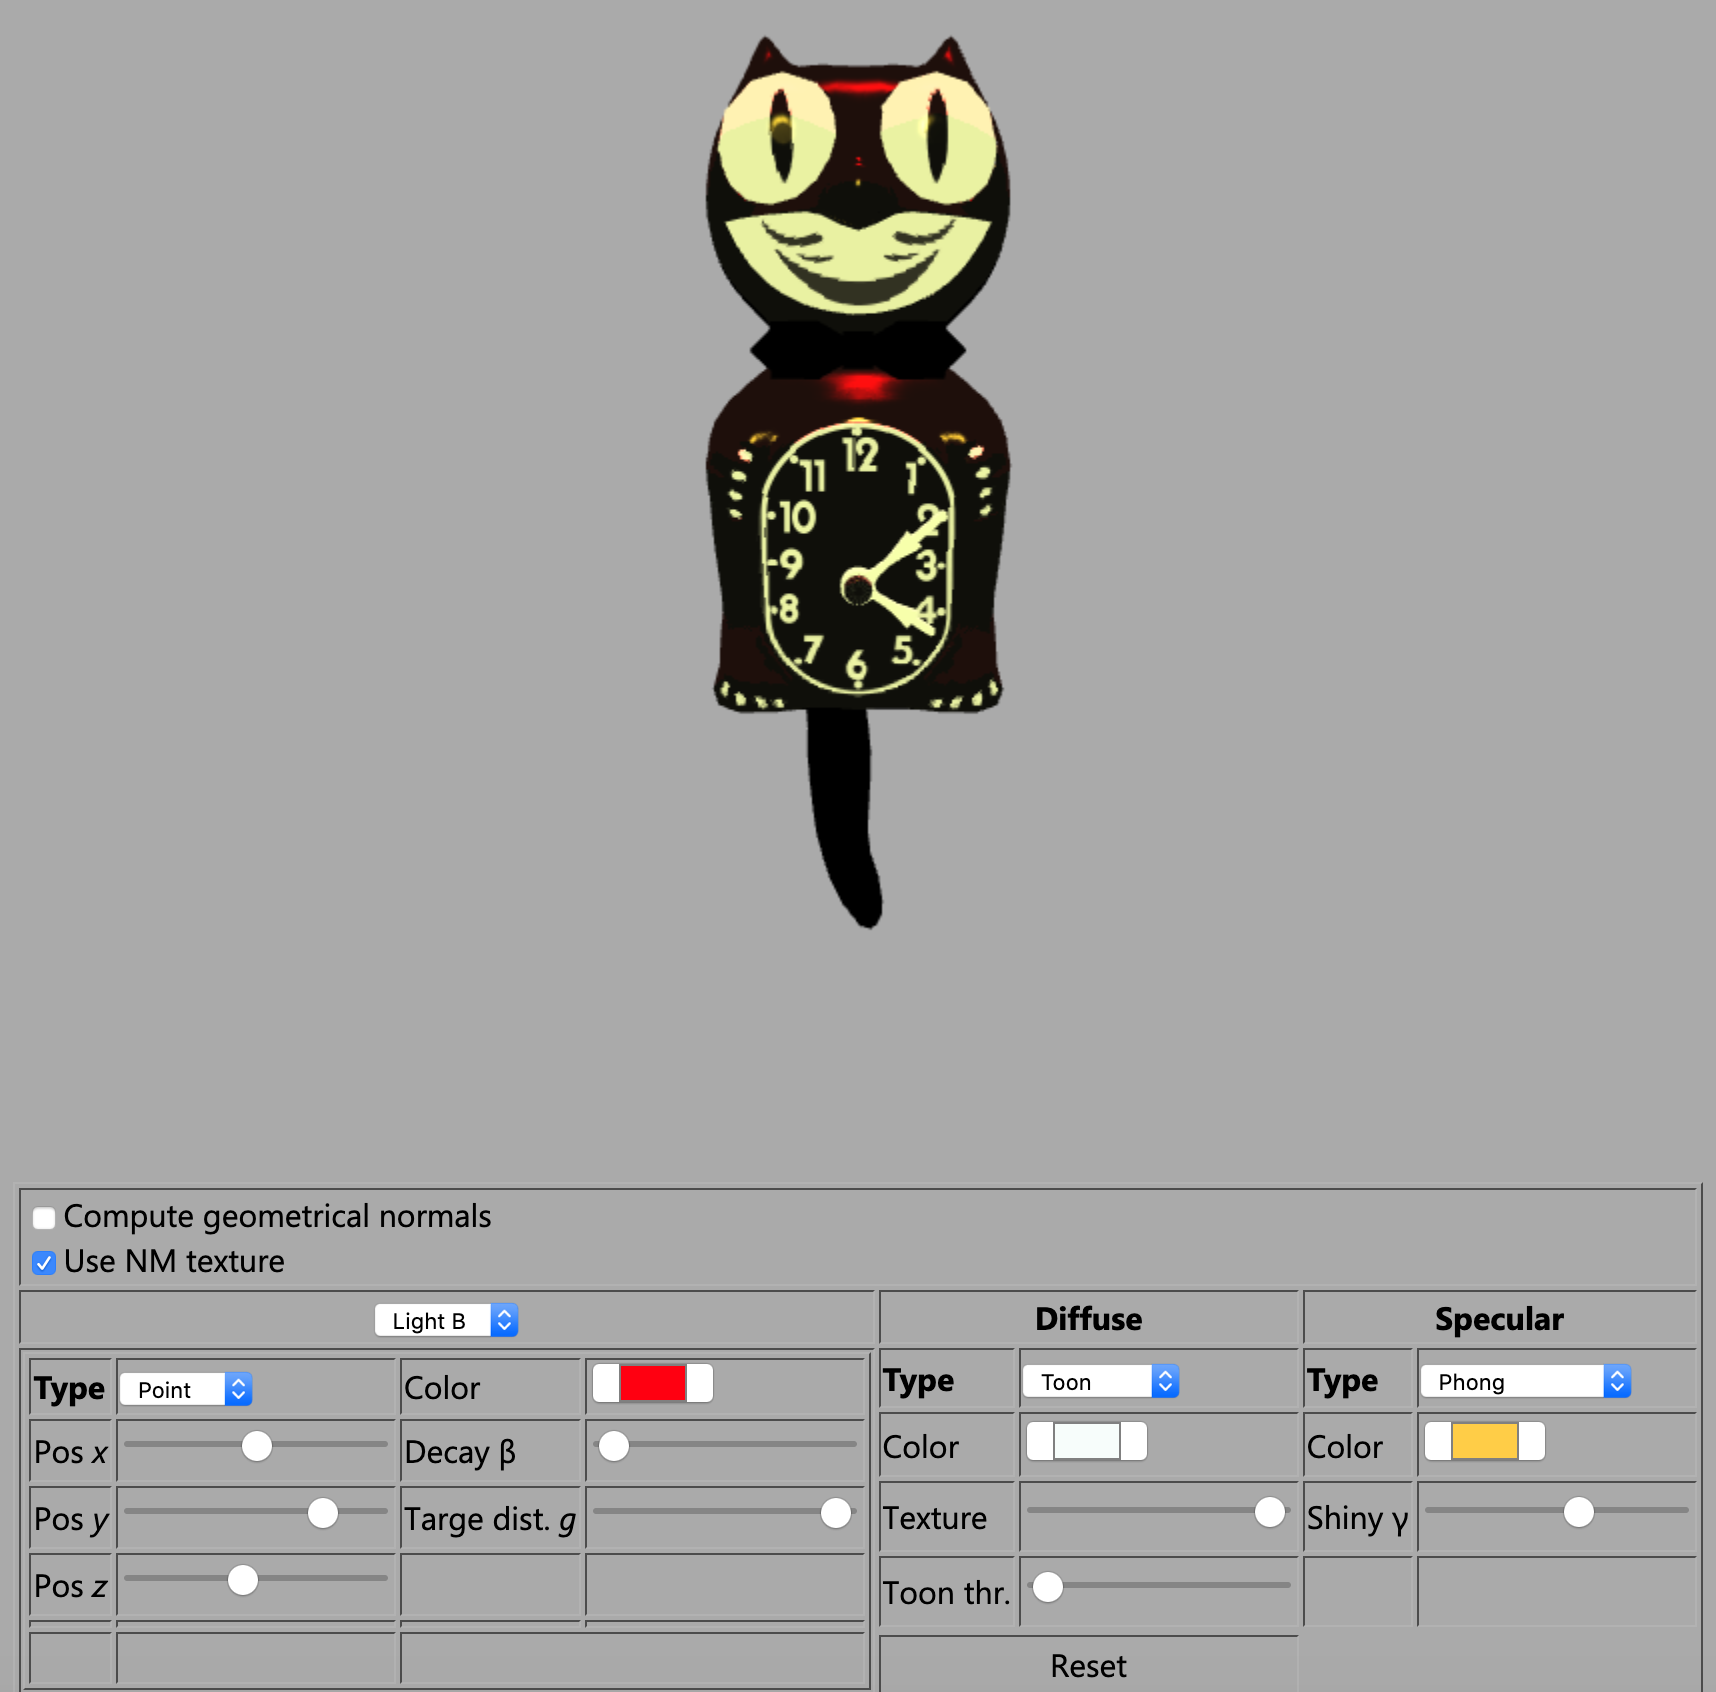 12
11
1
10
2
9
3
8
4
7
5
6
Compute geometrical normals
Use NM texture
Light B
Diffuse
Specular
Type Point Color
Type Toon
Type Phong
Pos x
Decay β
Color
Color
Pos y
Targe dist. g
Texture
Shiny γ
Pos z
Toon thr.
Reset